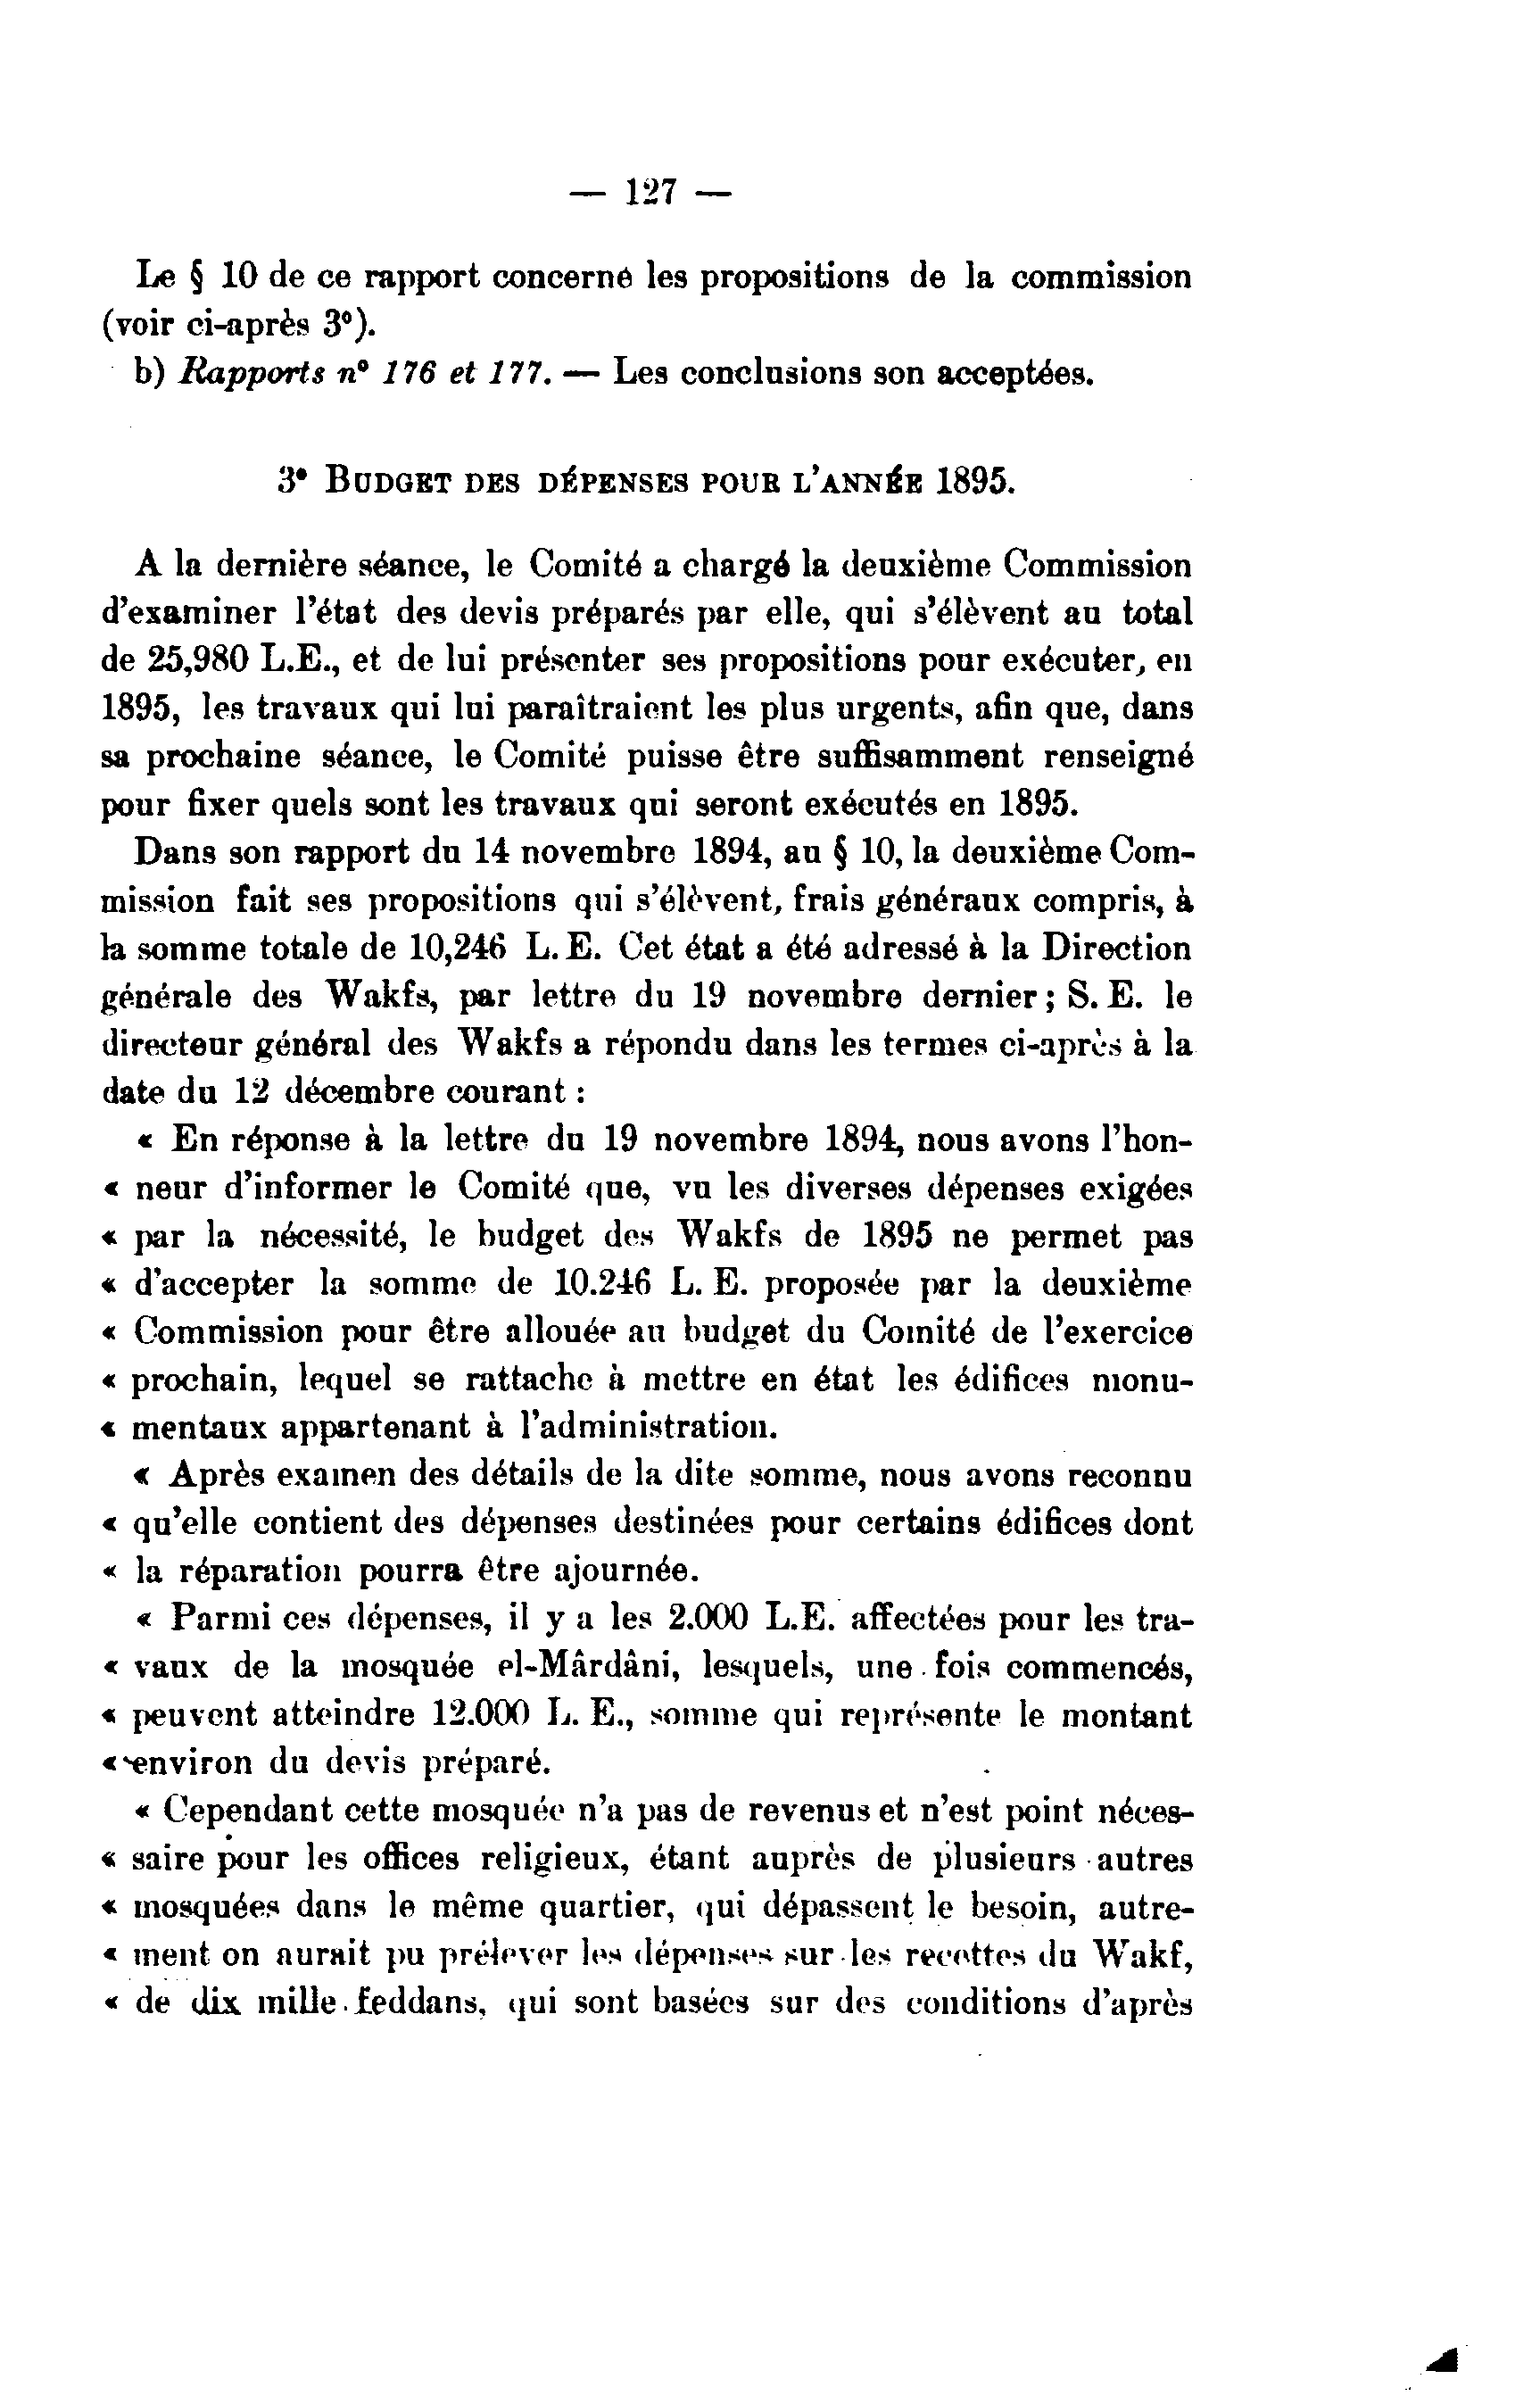 — 127 —
Le § 10 de ce rapport concerne les propositions de la commission
(voir ci-après 3°).
b) Rapports n° 176 et 177. — Les conclusions son acceptées.
3° BUDGET DES DÉPENSES POUR L'ANNÉE 1895.
A la dernière séance, le Comité a chargé la deuxième Commission
d'examiner l'état des devis préparés par elle, qui s'élèvent au total
de 25,980 L.E., et de lui présenter ses propositions pour exécuter, en
1895, les travaux qui lui paraîtraient les plus urgents, afin que, dans
sa prochaine séance, le Comité puisse être suffisamment renseigné
pour fixer quels sont les travaux qui seront exécutés en 1895.
Dans son rapport du 14 novembre 1894, au § 10, la deuxième Com-
mission fait ses propositions qui s'élèvent, frais généraux compris, à
la somme totale de 10,246 L. E. Cet état a été adressé à la Direction
générale des Wakfs, par lettre du 19 novembre dernier ; S. E. le
directeur général des Wakfs a répondu dans les termes ci-après à la
date du 12 décembre courant :
« En réponse à la lettre du 19 novembre 1894, nous avons l'hon-
« neur d'informer le Comité que, vu les diverses dépenses exigées
« par la nécessité, le budget des Wakfs de 1895 ne permet pas
« d'accepter la somme de 10.246 L. E. proposée par la deuxième
« Commission pour être allouée au budget du Comité de l'exercice
« prochain, lequel se rattache à mettre en état les édifices monu-
« mentaux appartenant à l'administration.
« Après examen des détails de la dite somme, nous avons reconnu
« qu'elle contient des dépenses destinées pour certains édifices dont
« la réparation pourra être ajournée.
« Parmi ces dépenses, il y a les 2.000 L.E. affectées pour les tra-
« vaux de la mosquée el-Mârdâni, lesquels, une fois commencés,
« peuvent atteindre 12.000 L. E., somme qui représente le montant
« environ du devis préparé.
« Cependant cette mosquée n'a pas de revenus et n'est point néces-
« saire pour les offices religieux, étant auprès de plusieurs autres
« mosquées dans le même quartier, qui dépassent le besoin, autre-
« ment on aurait pu prélever les dépenses sur les recettes du Wakf,
« de dix mille feddans, qui sont basées sur des conditions d'après